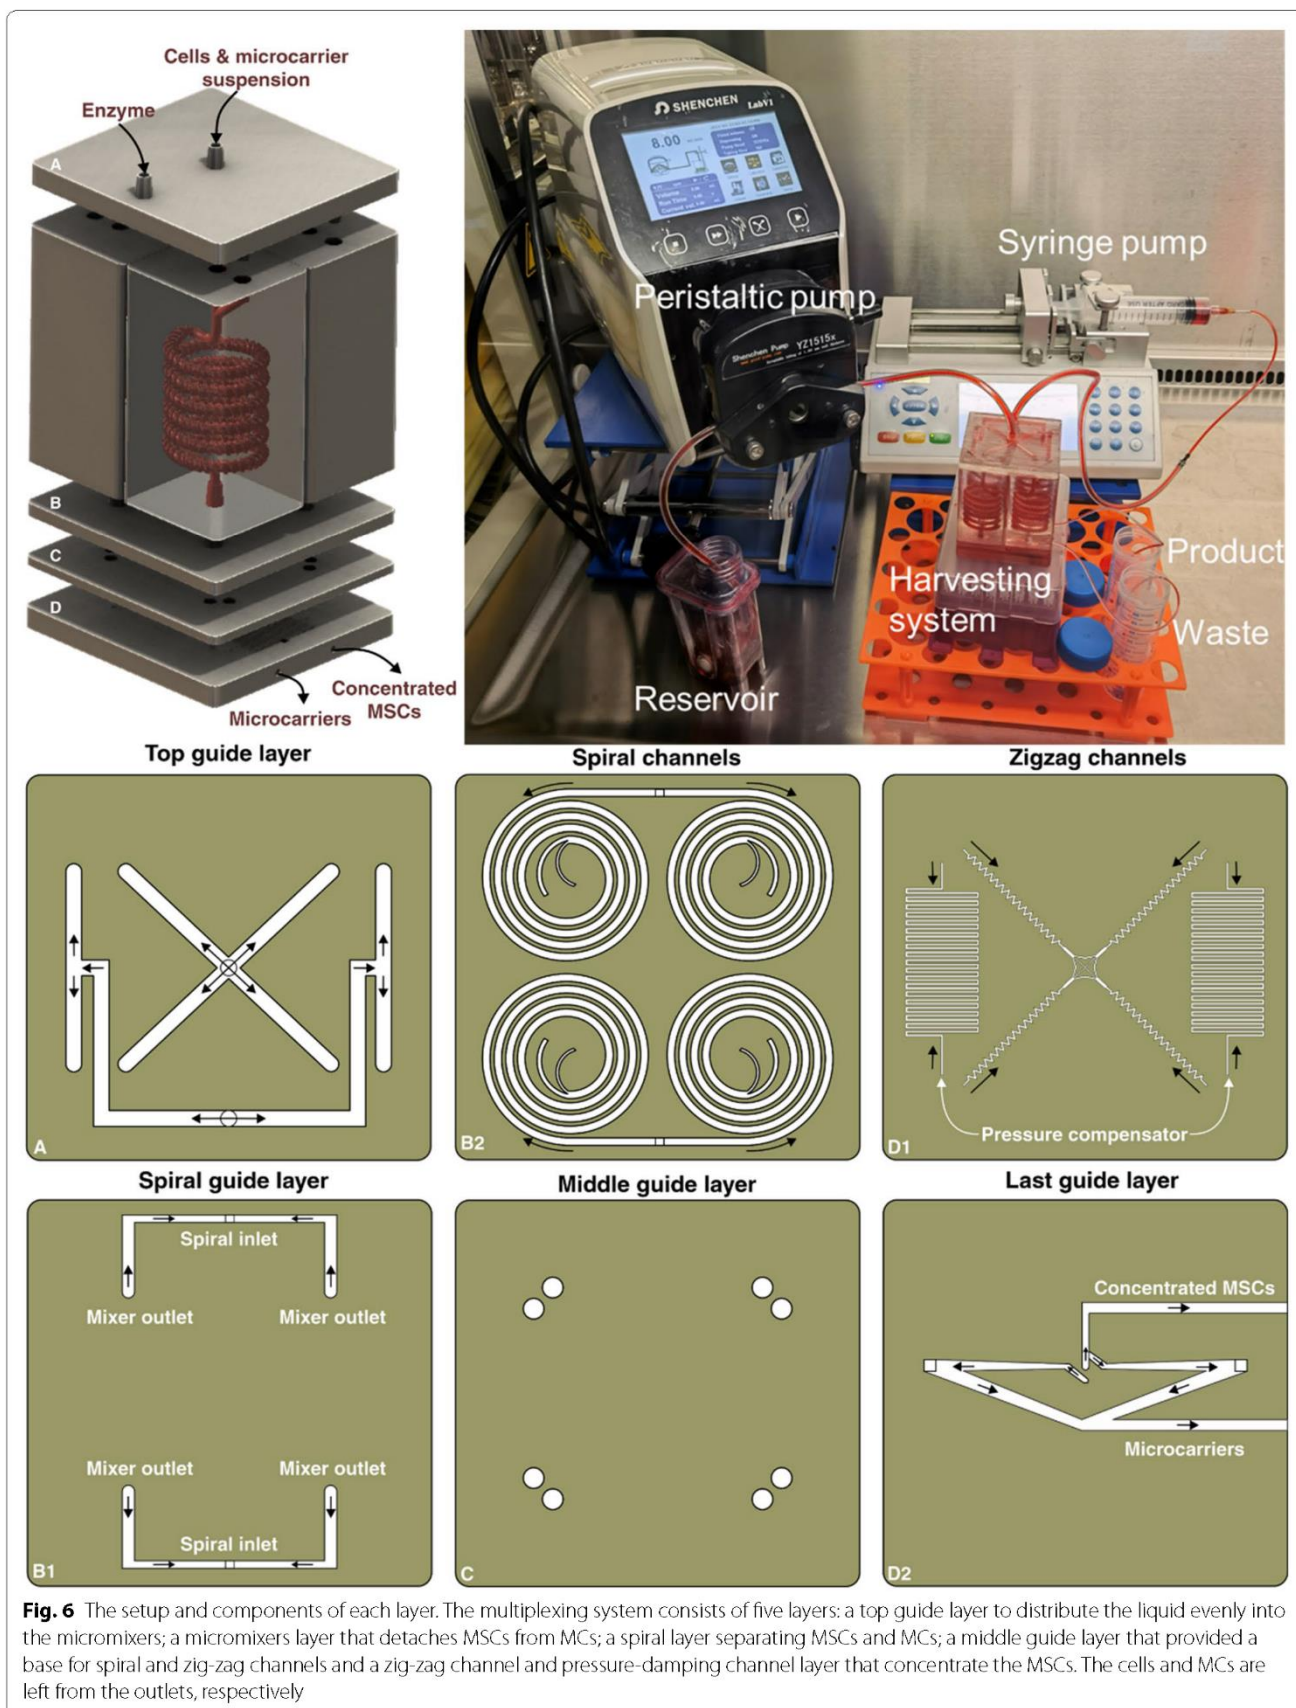 Cells & microcarrier
suspension
Enzyme
A
B
C
D
Concentrated
MSCs
Microcarriers
SHENCHEN
LabV1
8.00
Peristaltic pump
Shenchen Pump YZ1515x
Syringe pump
Product
Harvesting
system
Waste
Reservoir
Top guide layer
Spiral channels
Zigzag channels
A
B2
Pressure compensator
D1
Spiral guide layer
Middle guide layer
Last guide layer
Spiral inlet
Mixer outlet
Mixer outlet
Mixer outlet
Mixer outlet
Spiral inlet
B1
C
Concentrated MSCs
Microcarriers
D2
Fig. 6 The setup and components of each layer. The multiplexing system consists of five layers: a top guide layer to distribute the liquid evenly into
the micromixers; a micromixers layer that detaches MSCs from MCs; a spiral layer separating MSCs and MCs; a middle guide layer that provided a
base for spiral and zig-zag channels and a zig-zag channel and pressure-damping channel layer that concentrate the MSCs. The cells and MCs are
left from the outlets, respectively